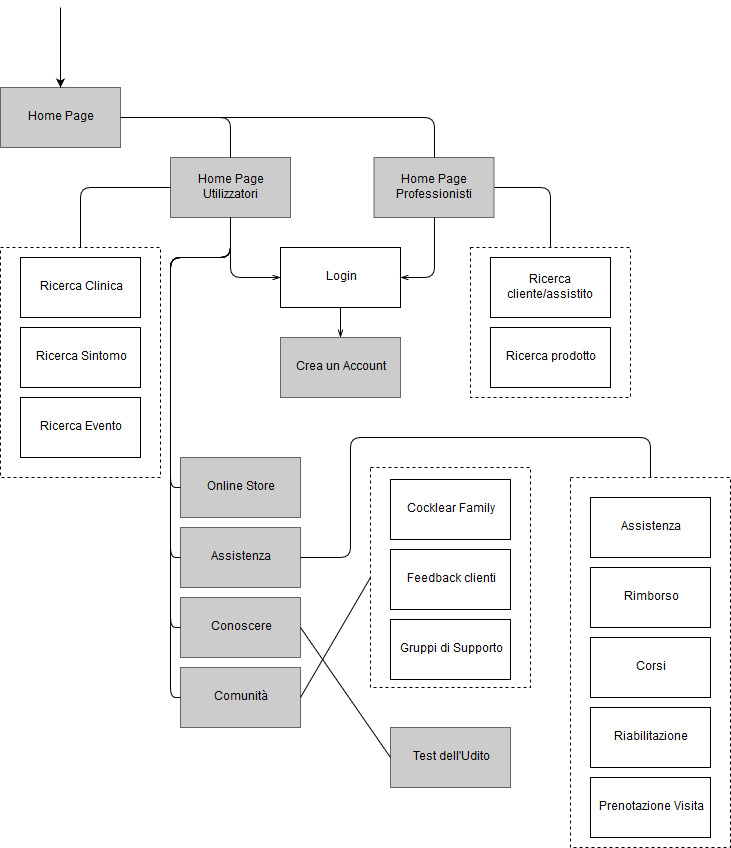 Home Page
Home Page
Utilizzatori
Home Page
Professionisti
Ricerca Clinica
Ricerca Sintomo
Ricerca Evento
Login
Crea un Account
Ricerca
cliente/assistito
Ricerca prodotto
Online Store
Assistenza
Conoscere
Comunità
Cocklear Family
Feedback clienti
Gruppi di Supporto
Test dell'Udito
Assistenza
Rimborso
Corsi
Riabilitazione
Prenotazione Visita